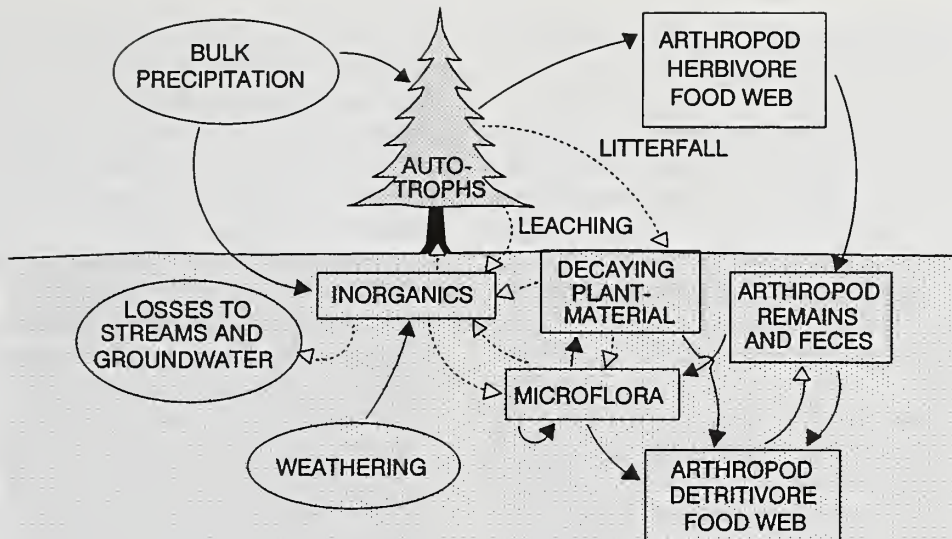 BULK
PRECIPITATION
ARTHROPOD
HERBIVORE
FOOD WEB
LITTERFALL
AUTO-
TROPHS
LEACHING
INORGANICS
DECAYING
PLANT-
MATERIAL
ARTHROPOD
REMAINS
AND FECES
LOSSES TO
STREAMS AND
GROUNDWATER
MICROFLORA
WEATHERING
ARTHROPOD
DETRITIVORE
FOOD WEB